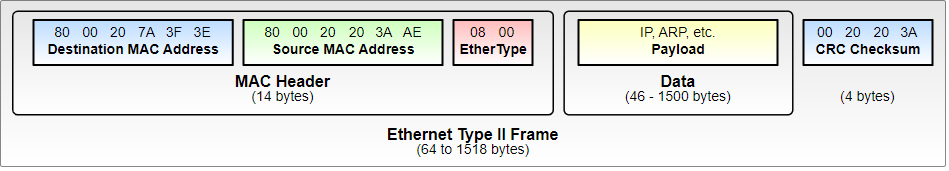 80 00 20 7A 3F 3E
Destination MAC Address
80 00 20 20 3A AE
Source MAC Address
08 00
EtherType
IP, ARP, etc.
Payload
00 20 20 3A
CRC Checksum
MAC Header
(14 bytes)
Data
(46 - 1500 bytes)
(4 bytes)
Ethernet Type II Frame
(64 to 1518 bytes)